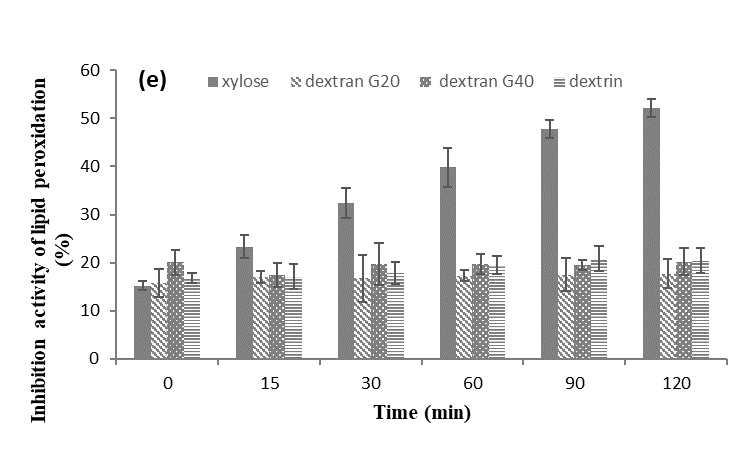 (e)
xylose dextran G20 dextran G40 dextrin
60
50
40
30
20
10
0
Inhibition activity of lipid peroxidation
(%)
0 15 30 60 90 120
Time (min)